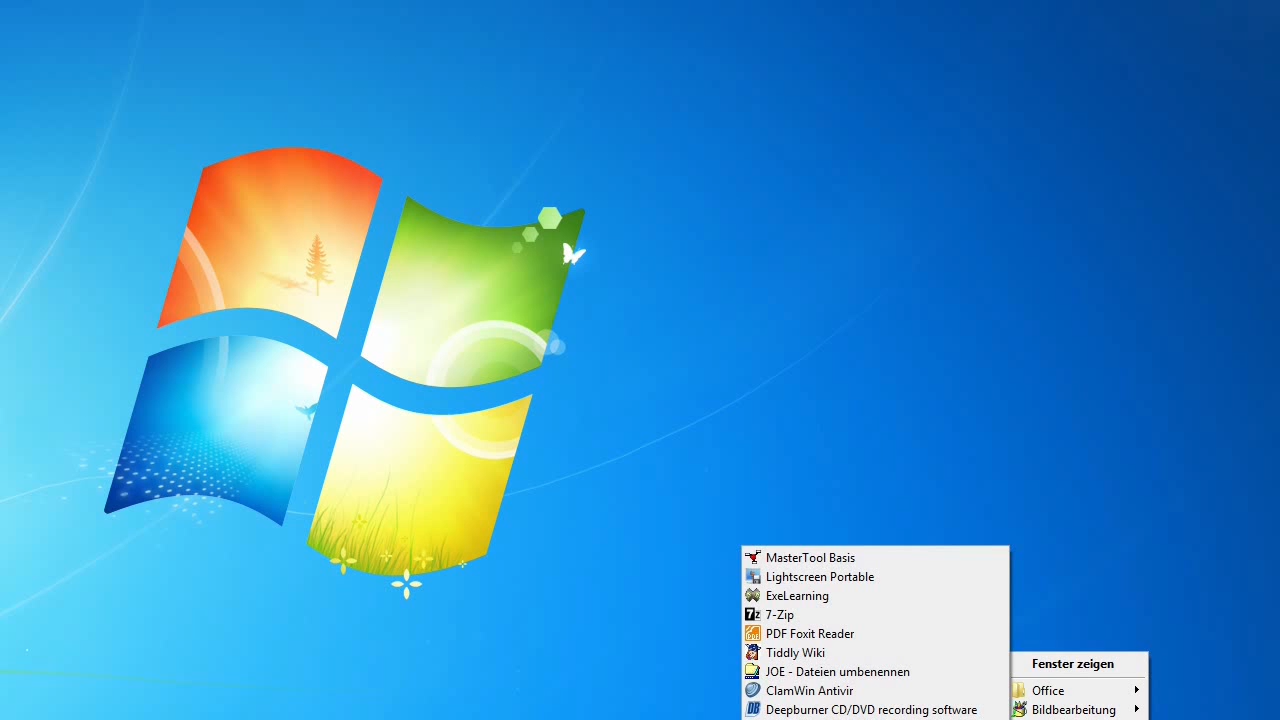 MasterTool Basis
Lightscreen Portable
ExeLearning
7-Zip
PDF Foxit Reader
Tiddly Wiki
JOE - Dateien umbenennen
ClamWin Antivir
Deepburner CD/DVD recording software
Fenster zeigen
Office
Bildbearbeitung